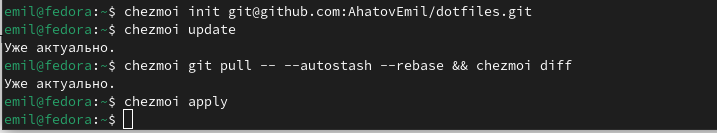 emil@fedora:~$ chezmoi init git@github.com:AhatovEmil/dotfiles.git
emil@fedora:~$ chezmoi update
Уже актуально.
emil@fedora:~$ chezmoi git pull -- --autostash --rebase && chezmoi diff
Уже актуально.
emil@fedora:~$ chezmoi apply
emil@fedora:~$